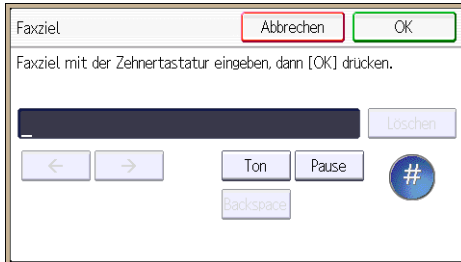 Faxziel Abbrechen OK
Faxziel mit der Zehnertastatur eingeben, dann [OK] drücken.
Löschen
← → Ton Pause #
Backspace